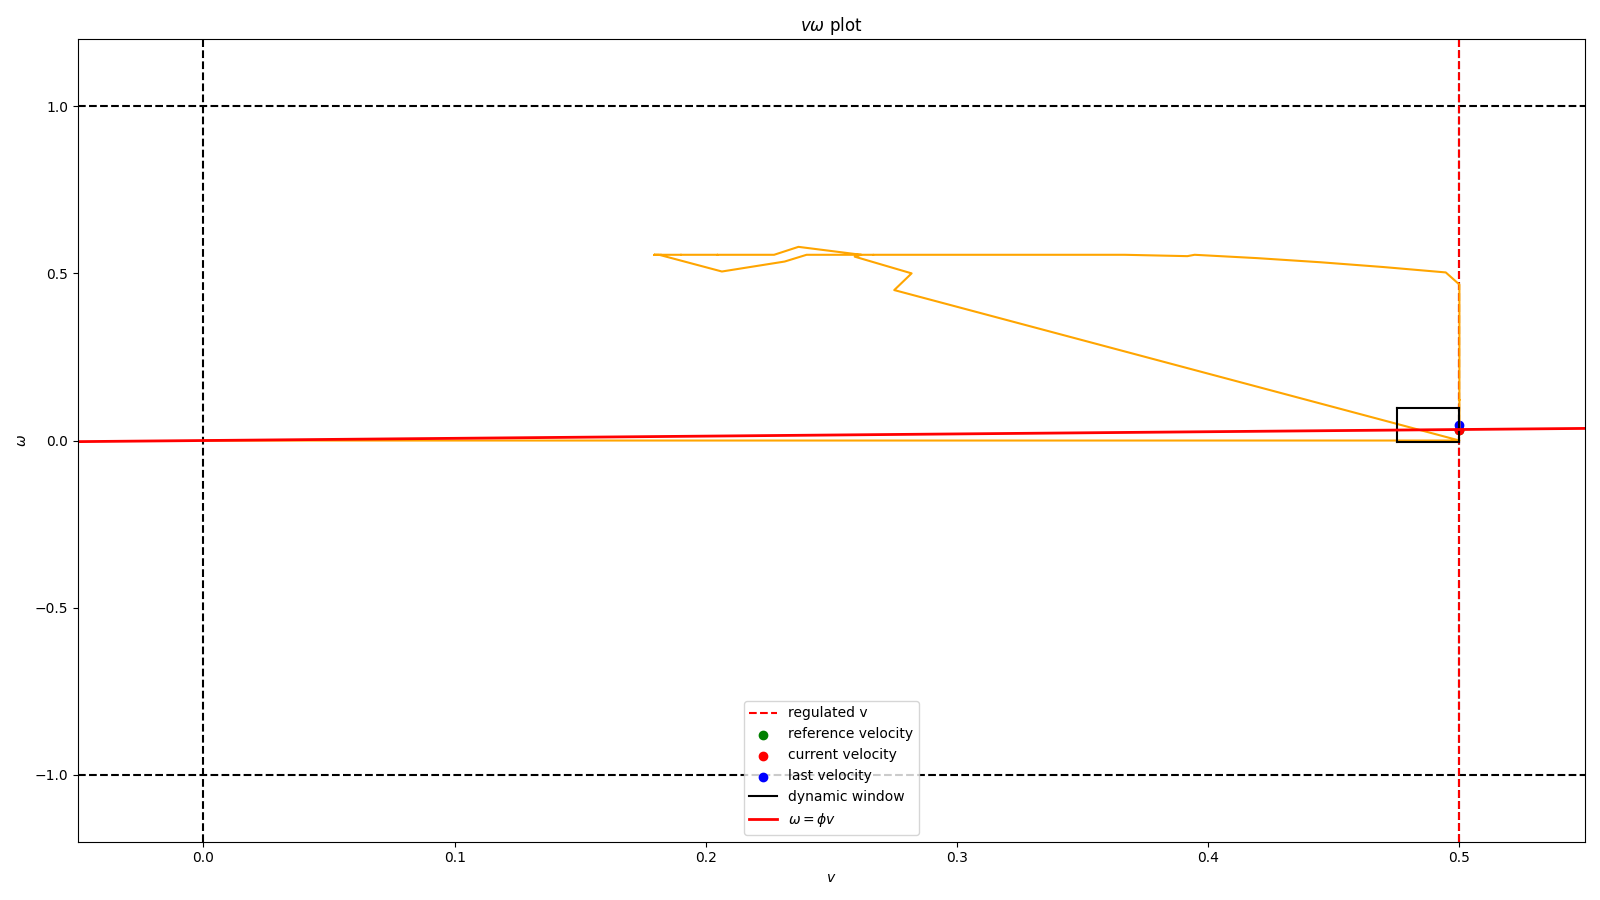 vω plot
1.0
0.5
0.0
−0.5
−1.0
ω
regulated v
reference velocity
current velocity
last velocity
dynamic window
ω = ϕv
0.0
0.1
0.2
0.3
0.4
0.5
v